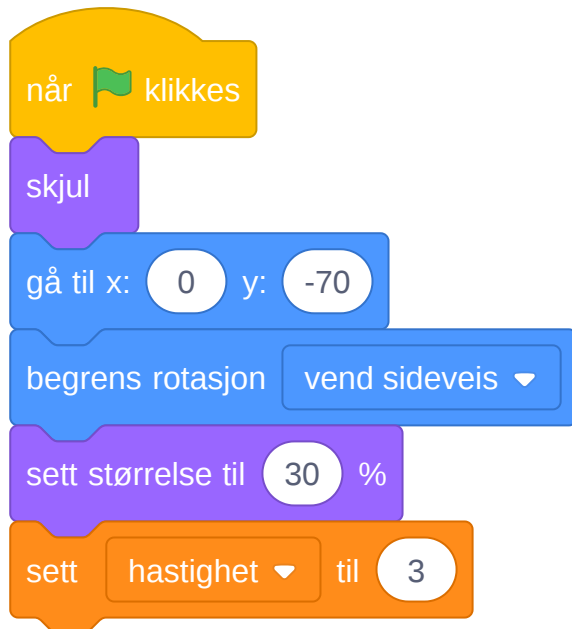 når klikkes
skjul
gå til x: 0 y: -70
begrens rotasjon vend sideveis
sett størrelse til 30 %
sett hastighet til 3